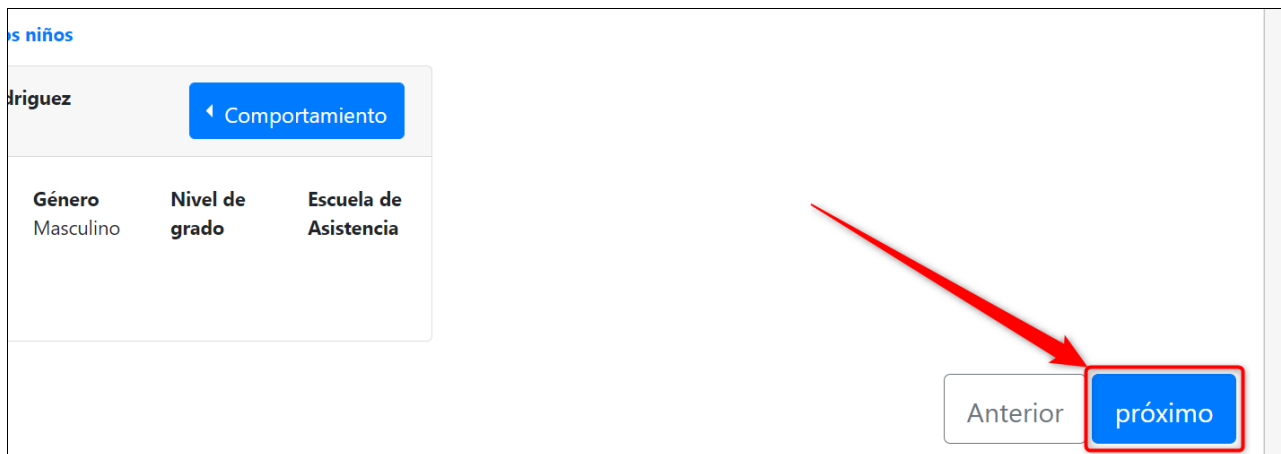 os niños
driguez
Comportamiento
Género Nivel de Escuela de
Masculino grado Asistencia
Anterior próximo